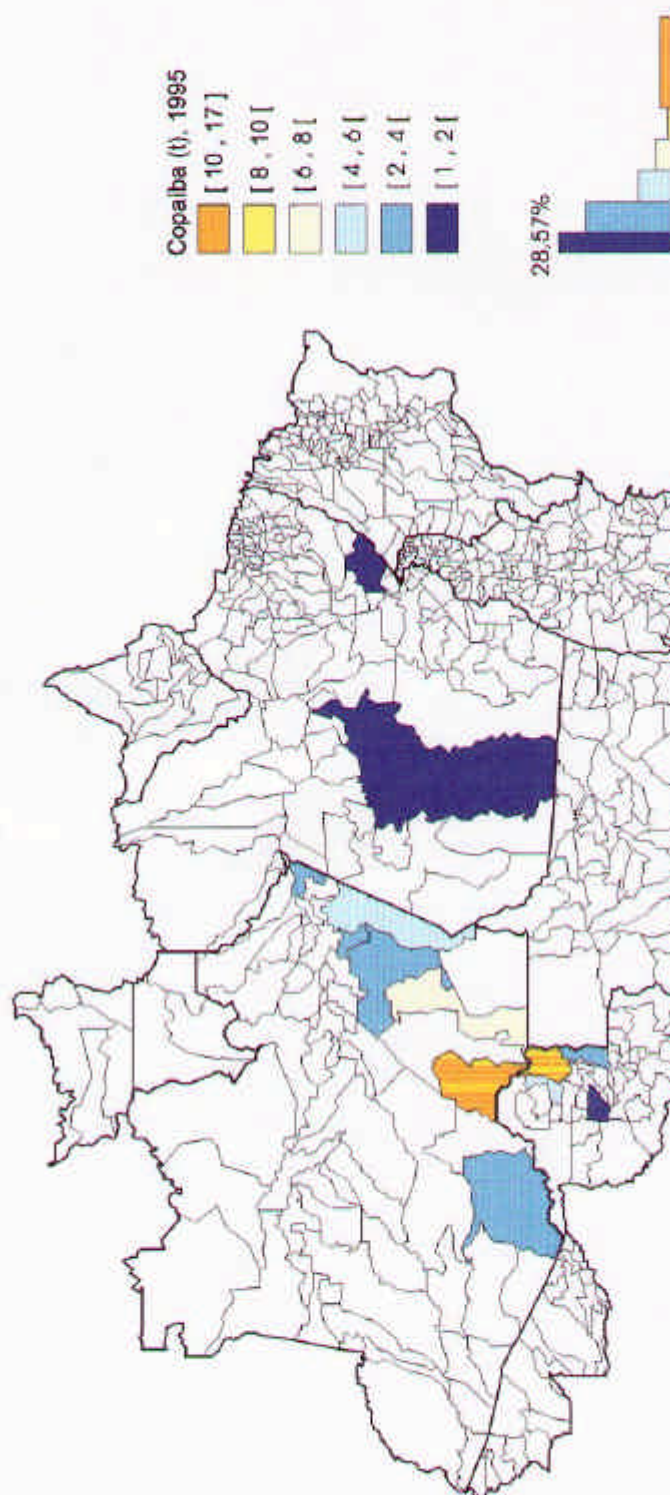 Copaíba (t), 1995
[ 10 , 17 ]
[ 8 , 10 [
[ 6 , 8 [
[ 4 , 6 [
[ 2 , 4 [
[ 1 , 2 [
28,57%